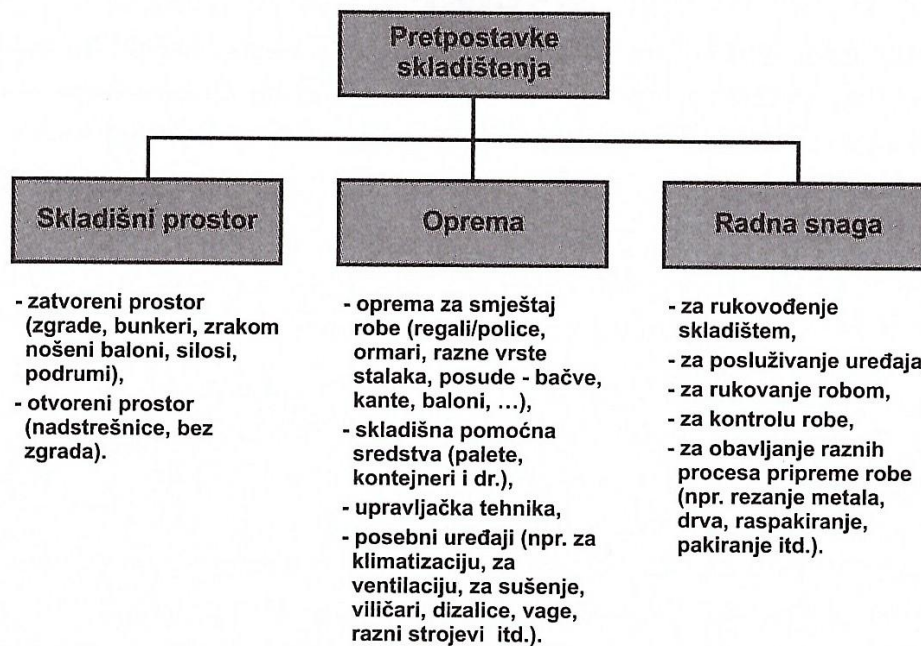 Pretpostavke
skladištenja
Skladišni prostor
- zatvoreni prostor
(zgrade, bunkeri, zrakom
nošeni baloni, silosi,
podrumi),
- otvoreni prostor
(nadstrešnice, bez
zgrada).
Oprema
- oprema za smještaj
robe (regali/police,
ormari, razne vrste
stalaka, posude - bačve,
kante, baloni, ...),
- skladišna pomoćna
sredstva (palete,
kontejneri i dr.),
- upravljačka tehnika,
- posebni uređaji (npr. za
klimatizaciju, za
ventilaciju, za sušenje,
viličari, dizalice, vage,
razni strojevi itd.).
Radna snaga
- za rukovođenje
skladištem,
- za posluživanje uređaja
- za rukovanje robom,
- za kontrolu robe,
- za obavljanje raznih
procesa pripreme robe
(npr. rezanje metala,
drva, raspakiranje,
pakiranje itd.).